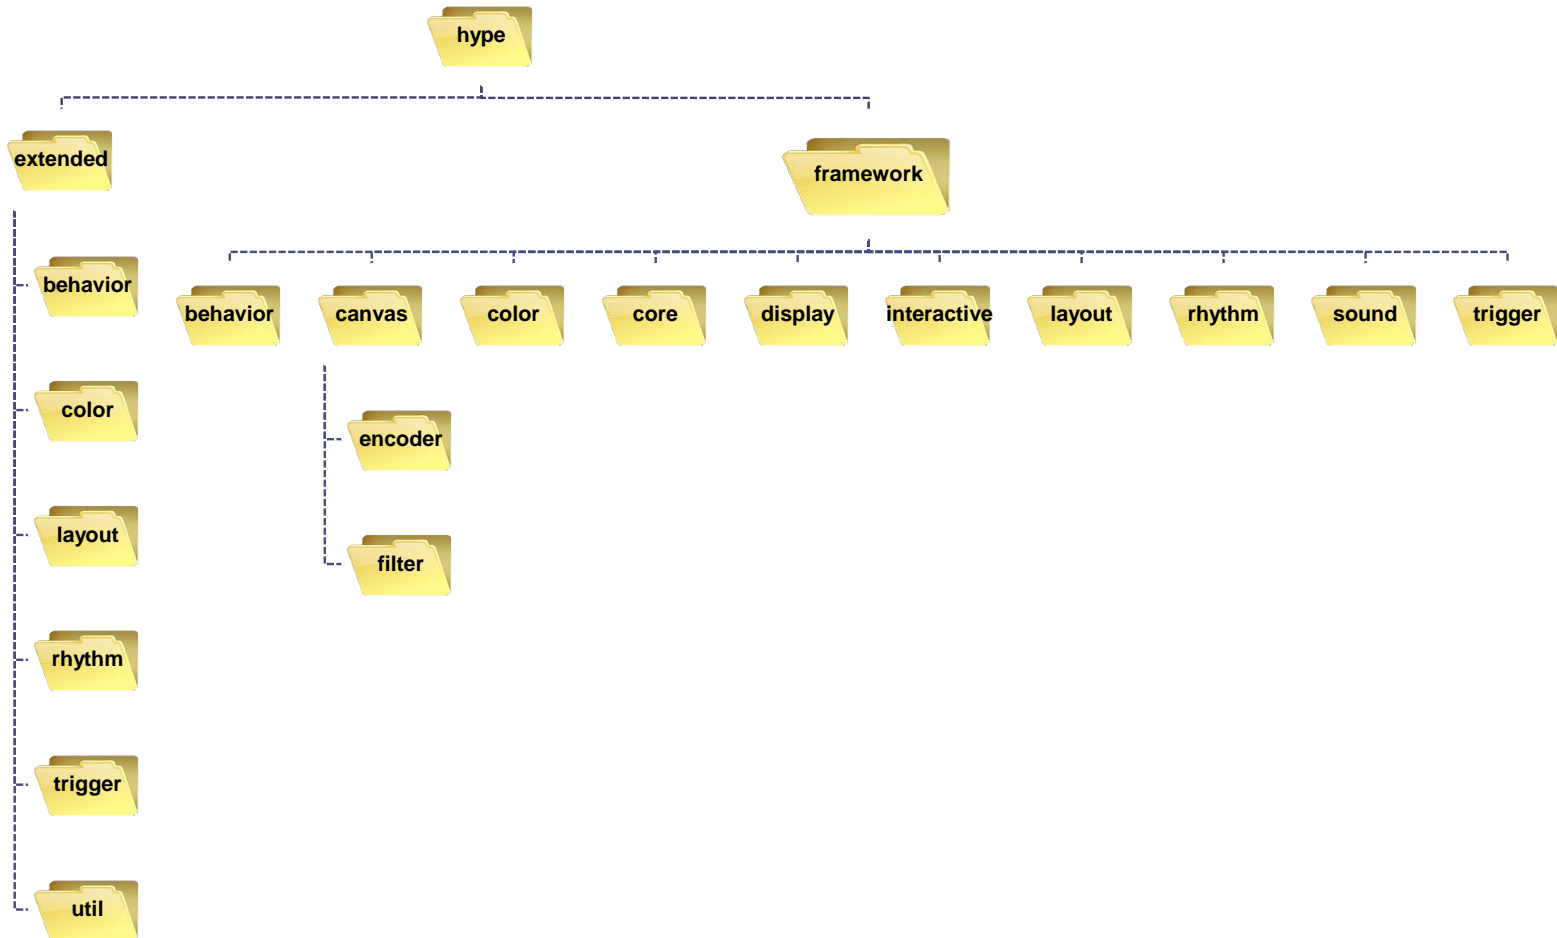 hype
extended
framework
behavior
behavior
canvas
color
core
display
interactive
layout
rhythm
sound
trigger
color
encoder
layout
filter
rhythm
trigger
util